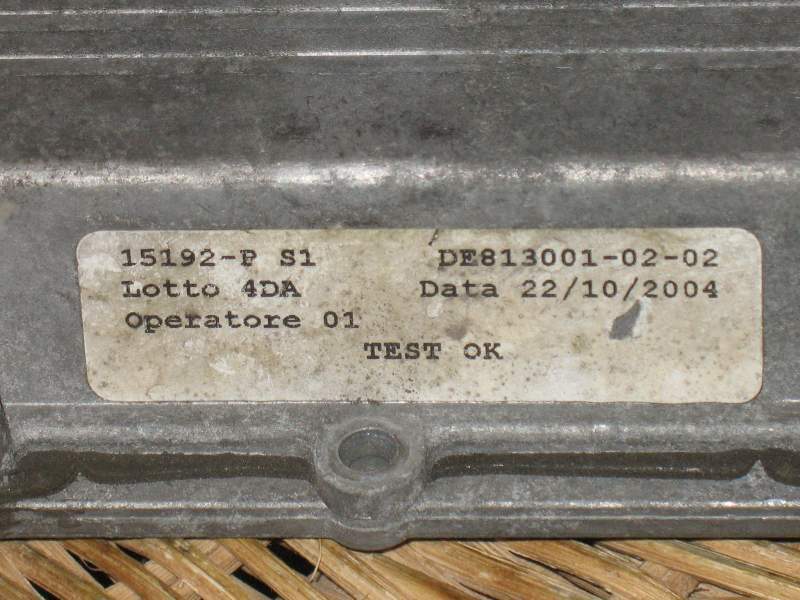 15192-P S1 DE813001-02-02
Lotto 4DA Data 22/10/2004
Operatore 01
TEST OK